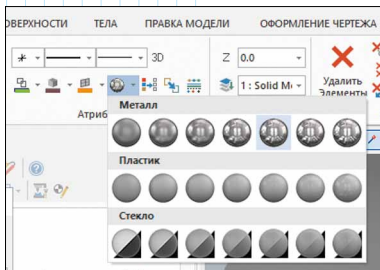 ОВЕРХНОСТИ ТЕЛА ПРАВКА МОДЕЛИ ОФОРМЛЕНИЕ ЧЕРТЕЖА
3D Z 0.0
1 : Solid M Удалить
Элементы
Атриб
Металл
Пластик
Стекло